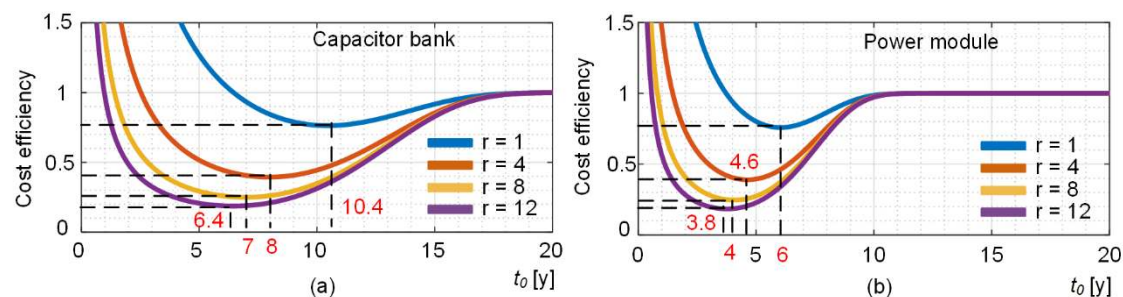 1.5
Capacitor bank
1
Cost efficiency
0.5
0
r = 1
r = 4
r = 8
r = 12
6.4
10.4
7
8
0
5
10
15
20
t₀ [y]
(a)
1.5
Power module
1
Cost efficiency
0.5
0
r = 1
r = 4
r = 8
r = 12
4.6
3.8
4
6
0
5
10
15
20
t₀ [y]
(b)